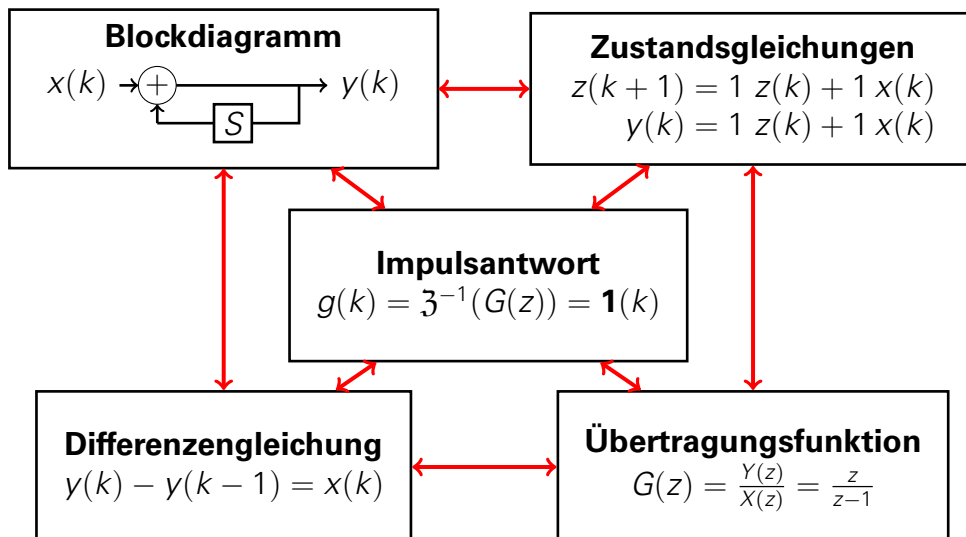 Blockdiagramm
x(k) + y(k)
S
Zustandsgleichungen
z(k + 1) = 1 z(k) + 1 x(k)
y(k) = 1 z(k) + 1 x(k)
Impulsantwort
g(k) = ℨ⁻¹(G(z)) = 𝟏(k)
Differenzengleichung
y(k) − y(k − 1) = x(k)
Übertragungsfunktion
G(z) = Y(z)/X(z) = z/z−1